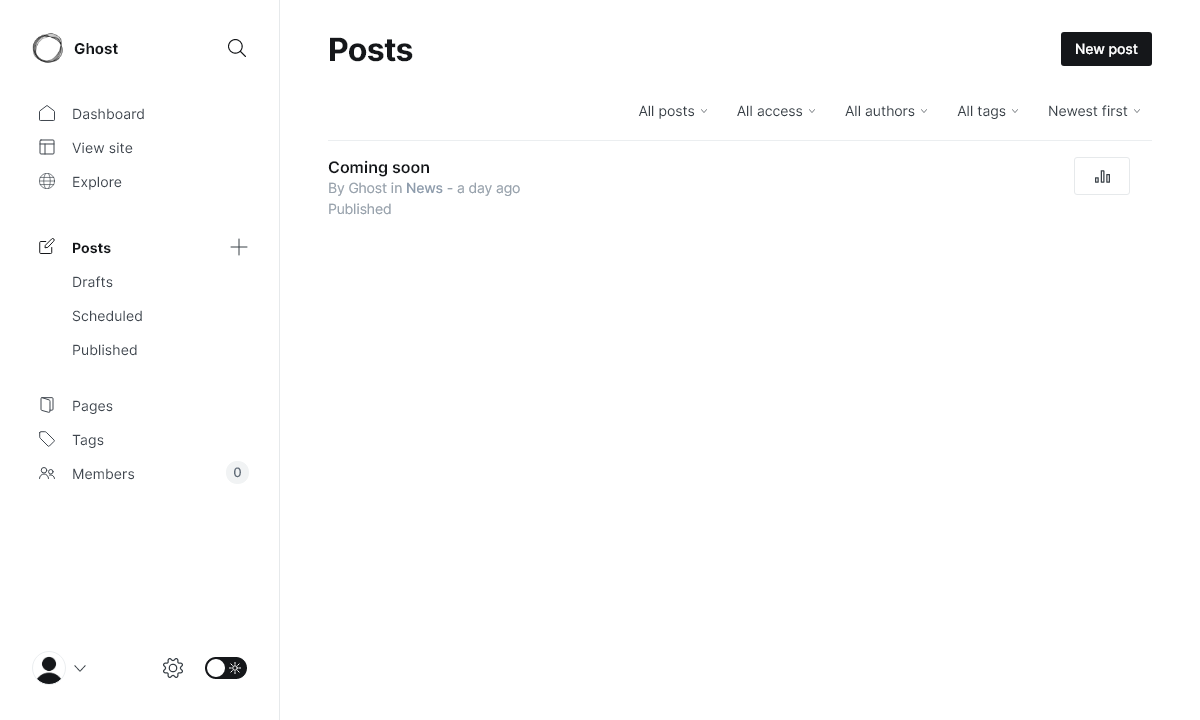 Ghost
Dashboard
View site
Explore
Posts
Drafts
Scheduled
Published
Pages
Tags
Members 0
Posts
New post
All posts All access All authors All tags Newest first
Coming soon
By Ghost in News - a day ago
Published